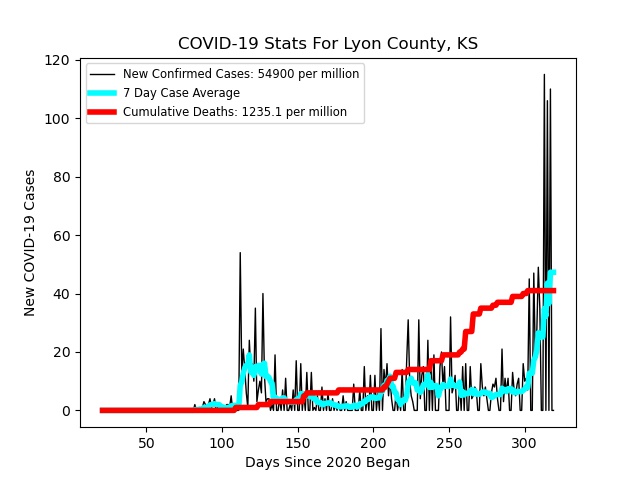 COVID-19 Stats For Lyon County, KS
New Confirmed Cases: 54900 per million
7 Day Case Average
Cumulative Deaths: 1235.1 per million
New COVID-19 Cases
120
100
80
60
40
20
0
50
100
150
200
250
300
Days Since 2020 Began